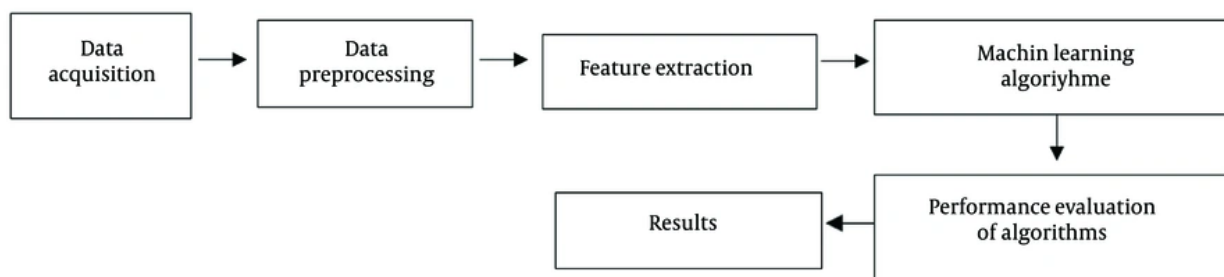 Data
acquisition
Data
preprocessing
Feature extraction
Machin learning
algoriyhme
Performance evaluation
of algorithms
Results